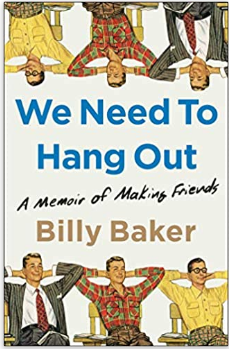 We Need To
Hang Out
A Memoir of Making Friends
Billy Baker